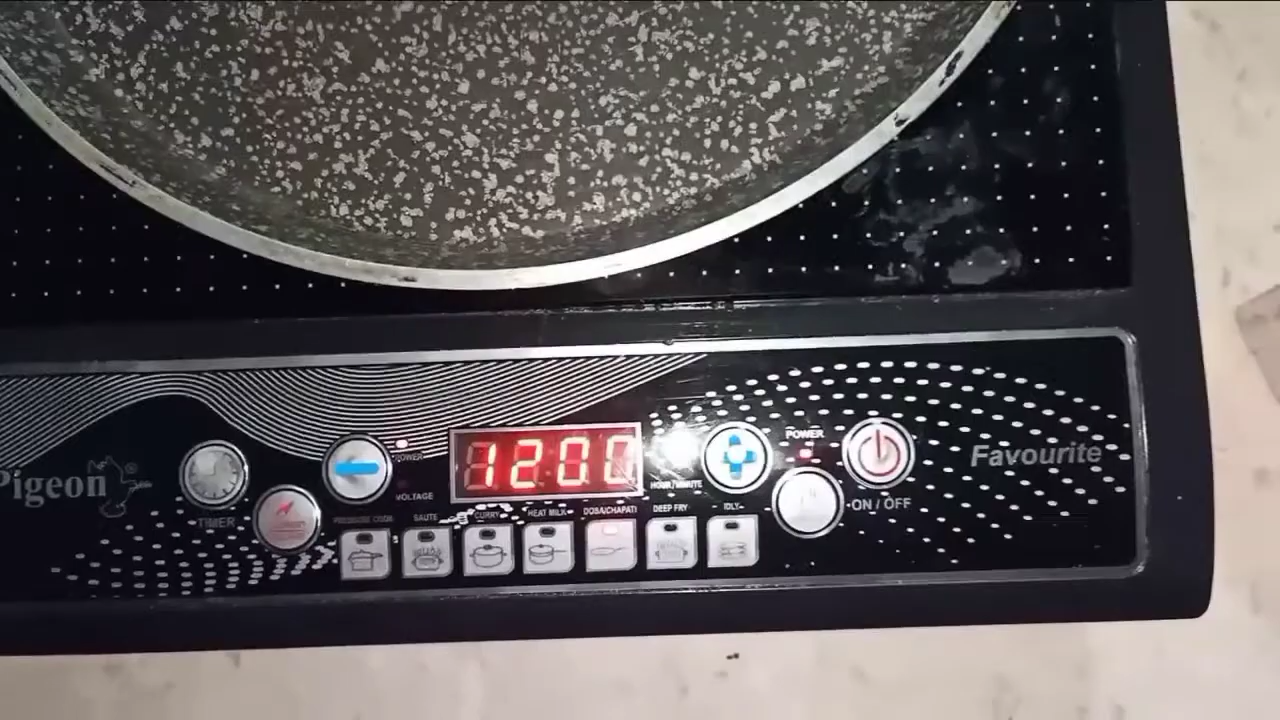 Pigeon
TIMER
POWER
VOLTAGE
1200
HOUR/MINUTE
POWER
ON / OFF
Favourite
PRESSURE COOK
SAUTE
CURRY
HEAT MILK
DOSA/CHAPATI
DEEP FRY
IDLY